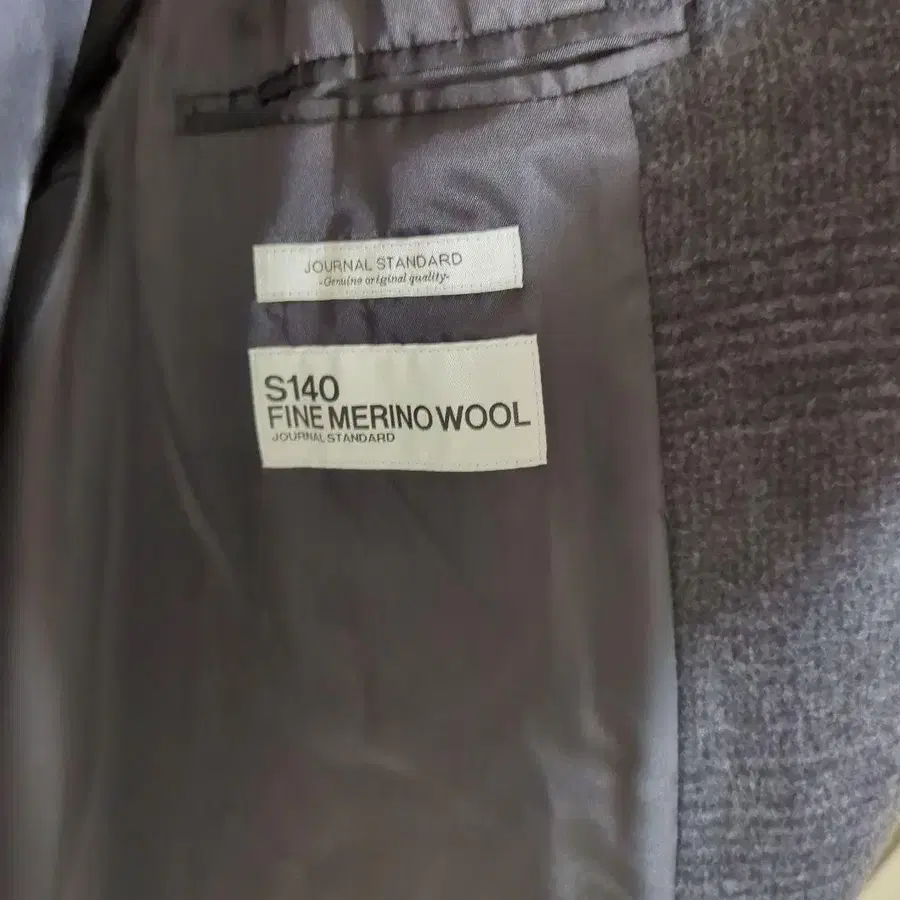 JOURNAL STANDARD
-Genuine original quality-
S140
FINE MERINO WOOL
JOURNAL STANDARD